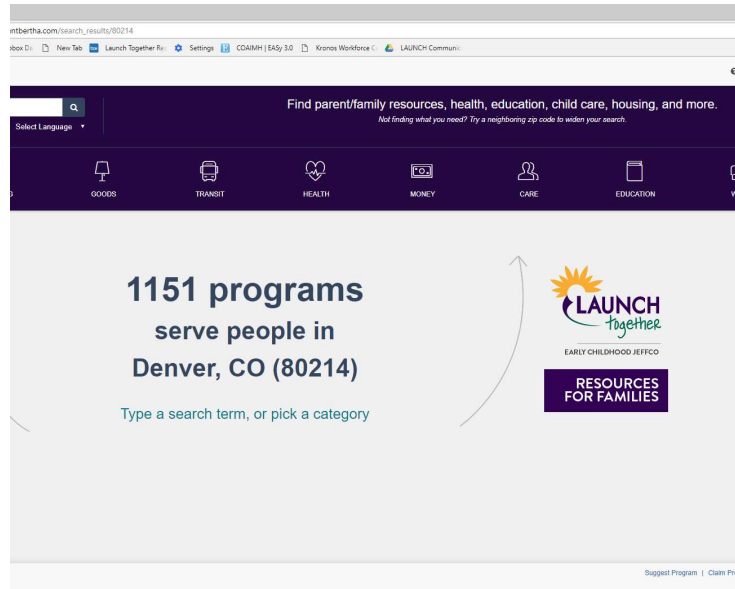 ntbertha.com/search_results/80214
New Tab
Launch Together Re
Settings
COAIMH | EASy 3.0
Kronos Workforce C
LAUNCH Communic
Find parent/family resources, health, education, child care, housing, and more.
Select Language
Not finding what you need? Try a neighboring zip code to widen your search.
GOODS
TRANSIT
HEALTH
MONEY
CARE
EDUCATION
1151 programs
serve people in
Denver, CO (80214)
Type a search term, or pick a category
LAUNCH
together
EARLY CHILDHOOD JEFFCO
RESOURCES
FOR FAMILIES
Suggest Program | Claim Pr